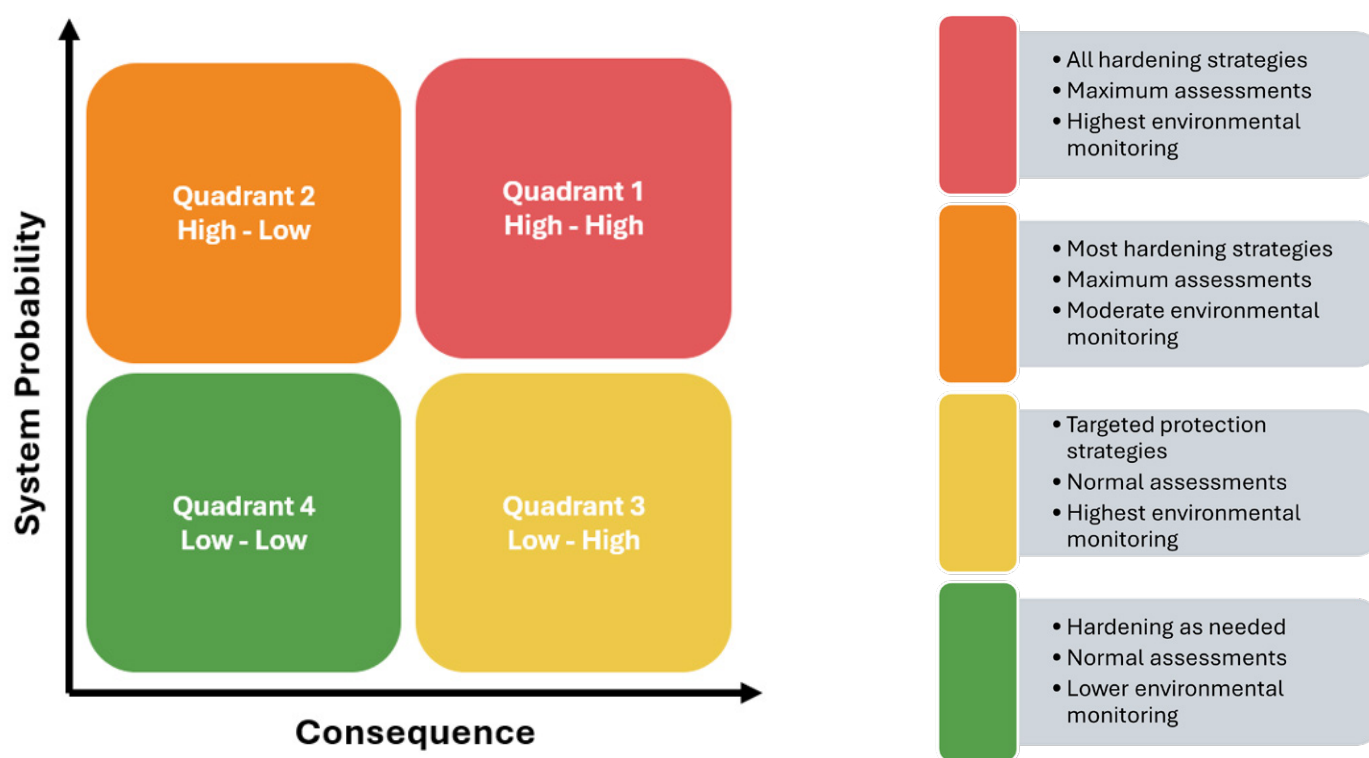 System Probability
Quadrant 2
High - Low
Quadrant 1
High - High
Quadrant 4
Low - Low
Quadrant 3
Low - High
Consequence
• All hardening strategies
• Maximum assessments
• Highest environmental
monitoring
• Most hardening strategies
• Maximum assessments
• Moderate environmental
monitoring
• Targeted protection
strategies
• Normal assessments
• Highest environmental
monitoring
• Hardening as needed
• Normal assessments
• Lower environmental
monitoring